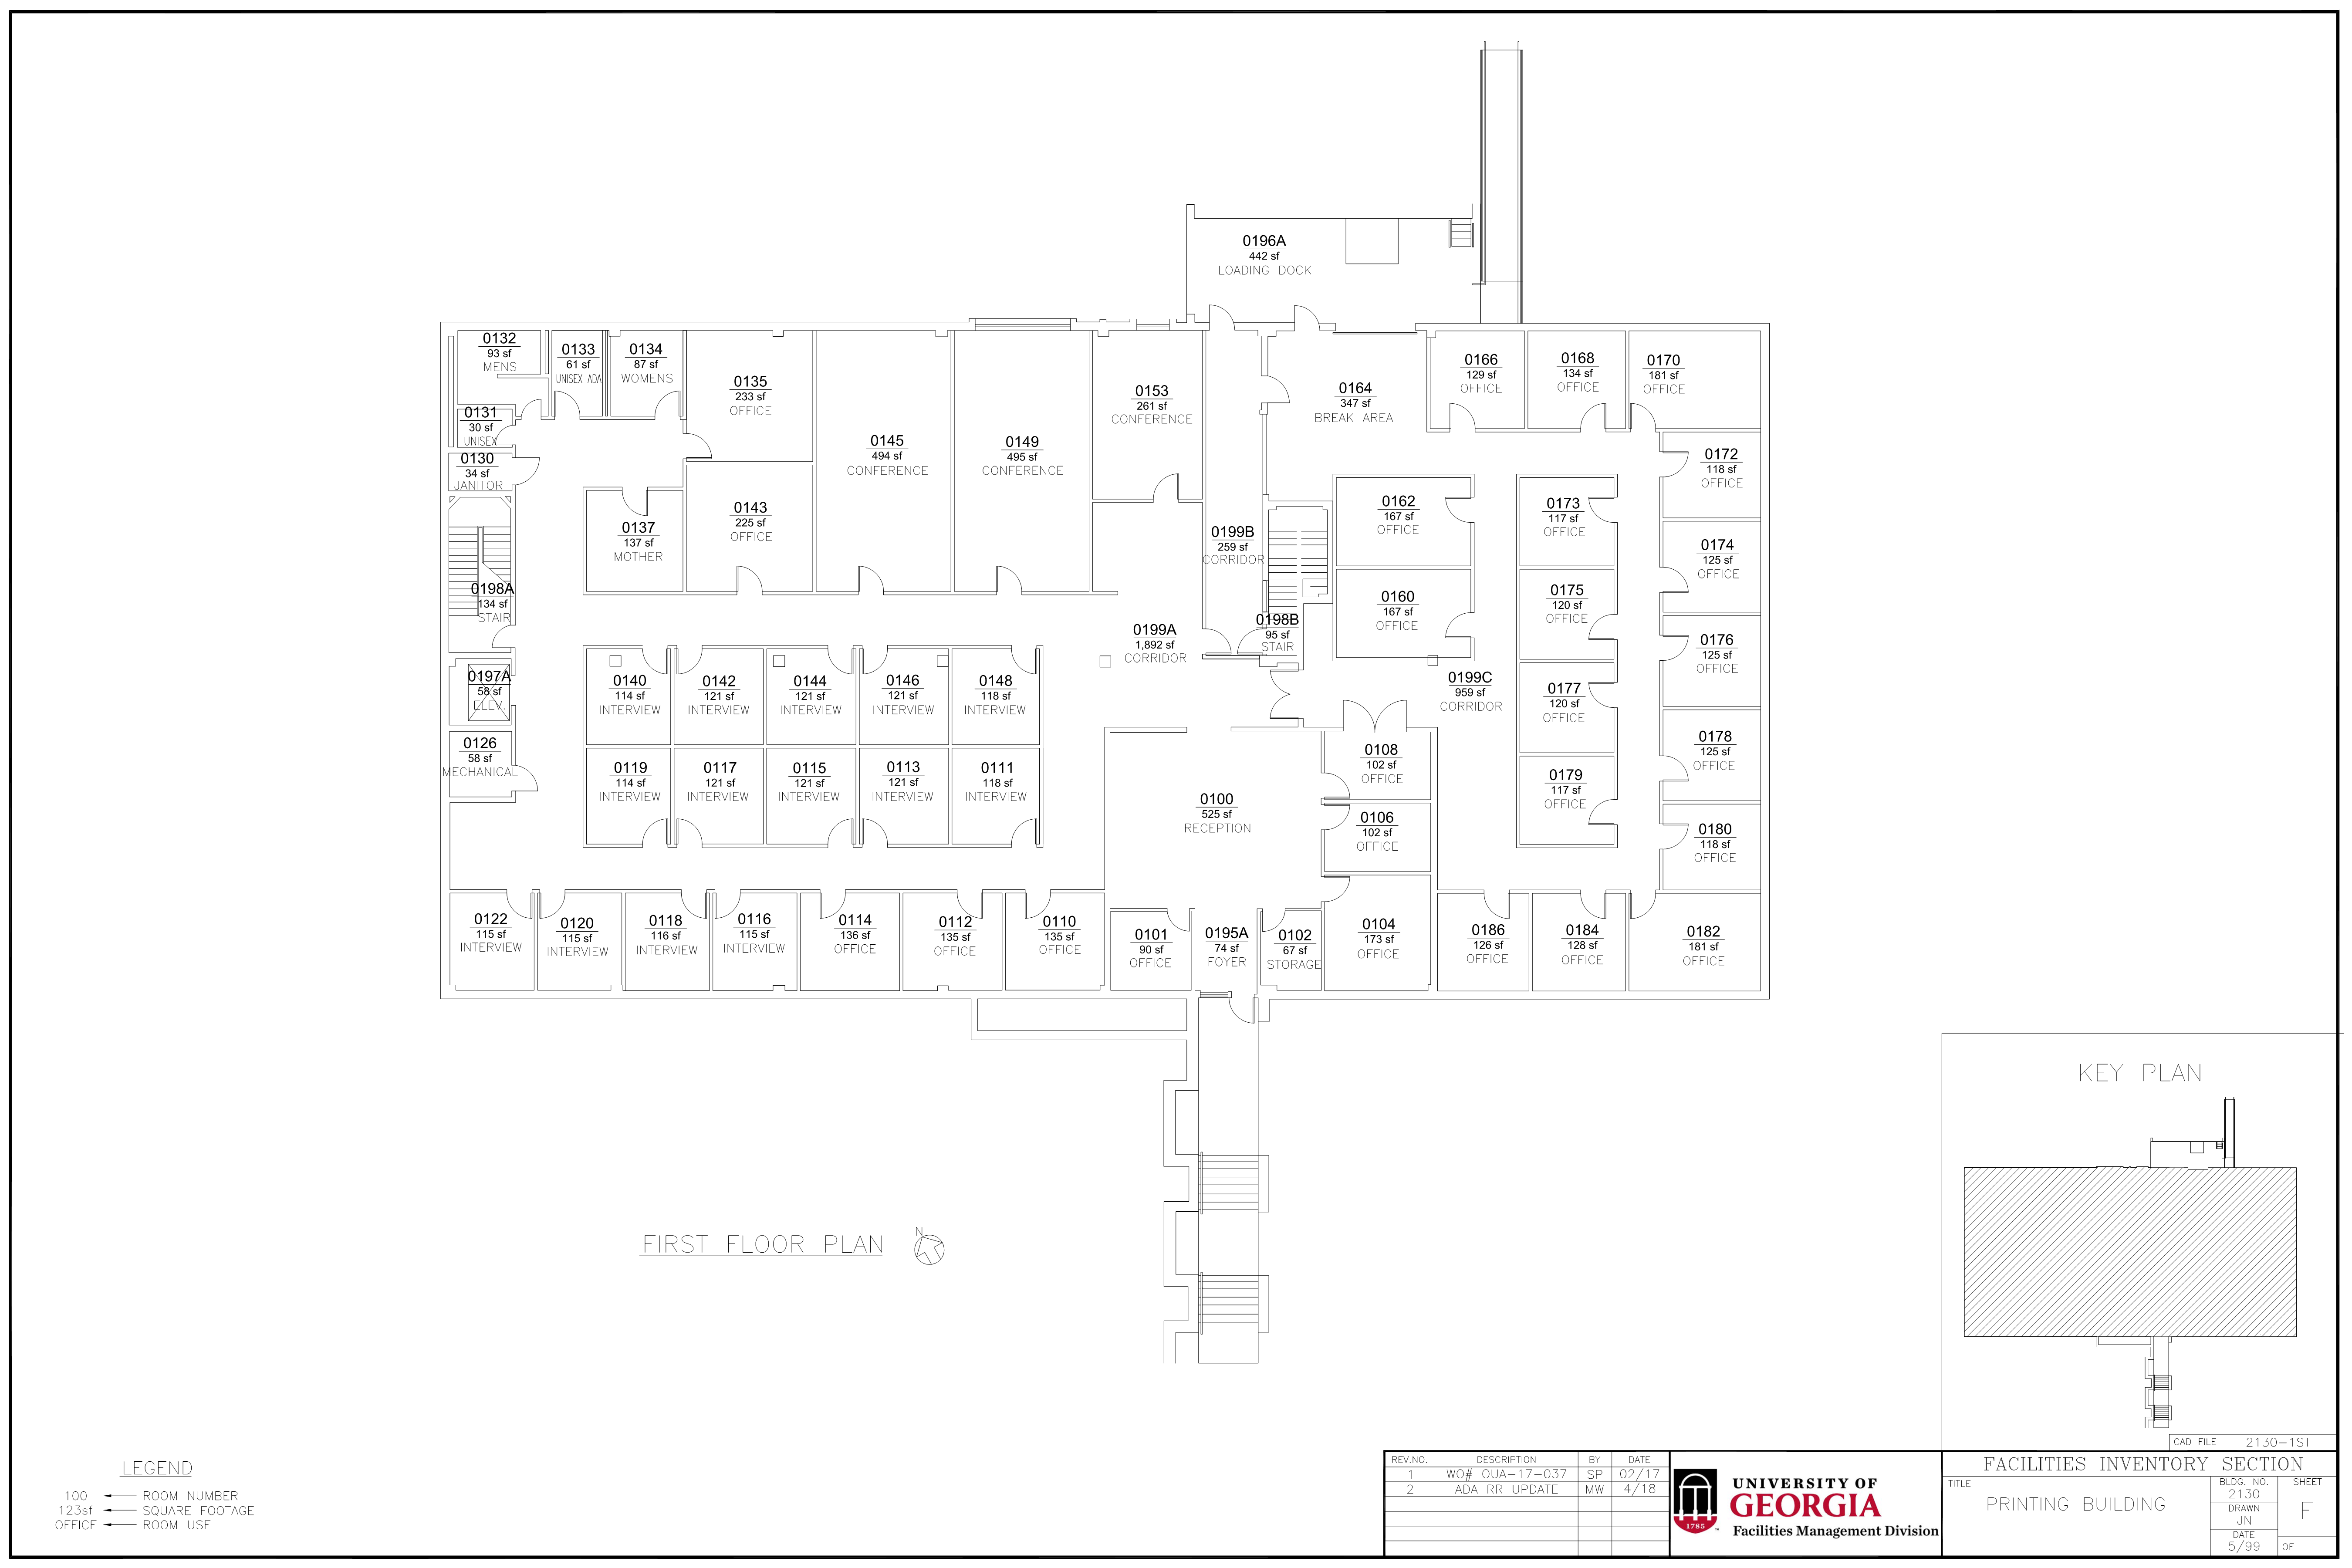 0196A
442 sf
LOADING DOCK
0132
93 sf
MENS
0133
61 sf
UNISEX ADA
0134
87 sf
WOMENS
0135
233 sf
OFFICE
0131
30 sf
UNISEX
0130
34 sf
JANITOR
0145
494 sf
CONFERENCE
0149
495 sf
CONFERENCE
0153
261 sf
CONFERENCE
0164
347 sf
BREAK AREA
0166
129 sf
OFFICE
0168
134 sf
OFFICE
0170
181 sf
OFFICE
0172
118 sf
OFFICE
0137
137 sf
MOTHER
0143
225 sf
OFFICE
0199B
259 sf
CORRIDOR
0162
167 sf
OFFICE
0173
117 sf
OFFICE
0174
125 sf
OFFICE
0198A
134 sf
STAIR
0199A
1,892 sf
CORRIDOR
0198B
95 sf
STAIR
0160
167 sf
OFFICE
0175
120 sf
OFFICE
0176
125 sf
OFFICE
0197A
58 sf
ELEV.
0140
114 sf
INTERVIEW
0142
121 sf
INTERVIEW
0144
121 sf
INTERVIEW
0146
121 sf
INTERVIEW
0148
118 sf
INTERVIEW
0199C
959 sf
CORRIDOR
0177
120 sf
OFFICE
0178
125 sf
OFFICE
0126
58 sf
MECHANICAL
0119
114 sf
INTERVIEW
0117
121 sf
INTERVIEW
0115
121 sf
INTERVIEW
0113
121 sf
INTERVIEW
0111
118 sf
INTERVIEW
0100
525 sf
RECEPTION
0108
102 sf
OFFICE
0106
102 sf
OFFICE
0179
117 sf
OFFICE
0180
118 sf
OFFICE
0122
115 sf
INTERVIEW
0120
115 sf
INTERVIEW
0118
116 sf
INTERVIEW
0116
115 sf
INTERVIEW
0114
136 sf
OFFICE
0112
135 sf
OFFICE
0110
135 sf
OFFICE
0101
90 sf
OFFICE
0195A
74 sf
FOYER
0102
67 sf
STORAGE
0104
173 sf
OFFICE
0186
126 sf
OFFICE
0184
128 sf
OFFICE
0182
181 sf
OFFICE
FIRST FLOOR PLAN
N
KEY PLAN
CAD FILE 2130-1ST
LEGEND
100 ROOM NUMBER
123sf SQUARE FOOTAGE
OFFICE ROOM USE
REV.NO. DESCRIPTION BY DATE
1 WO# OUA-17-037 SP 02/17
2 ADA RR UPDATE MW 4/18
1785
UNIVERSITY OF
GEORGIA
Facilities Management Division
FACILITIES INVENTORY SECTION
TITLE
PRINTING BUILDING
BLDG. NO.
2130
DRAWN
JN
DATE
5/99
SHEET
F
OF